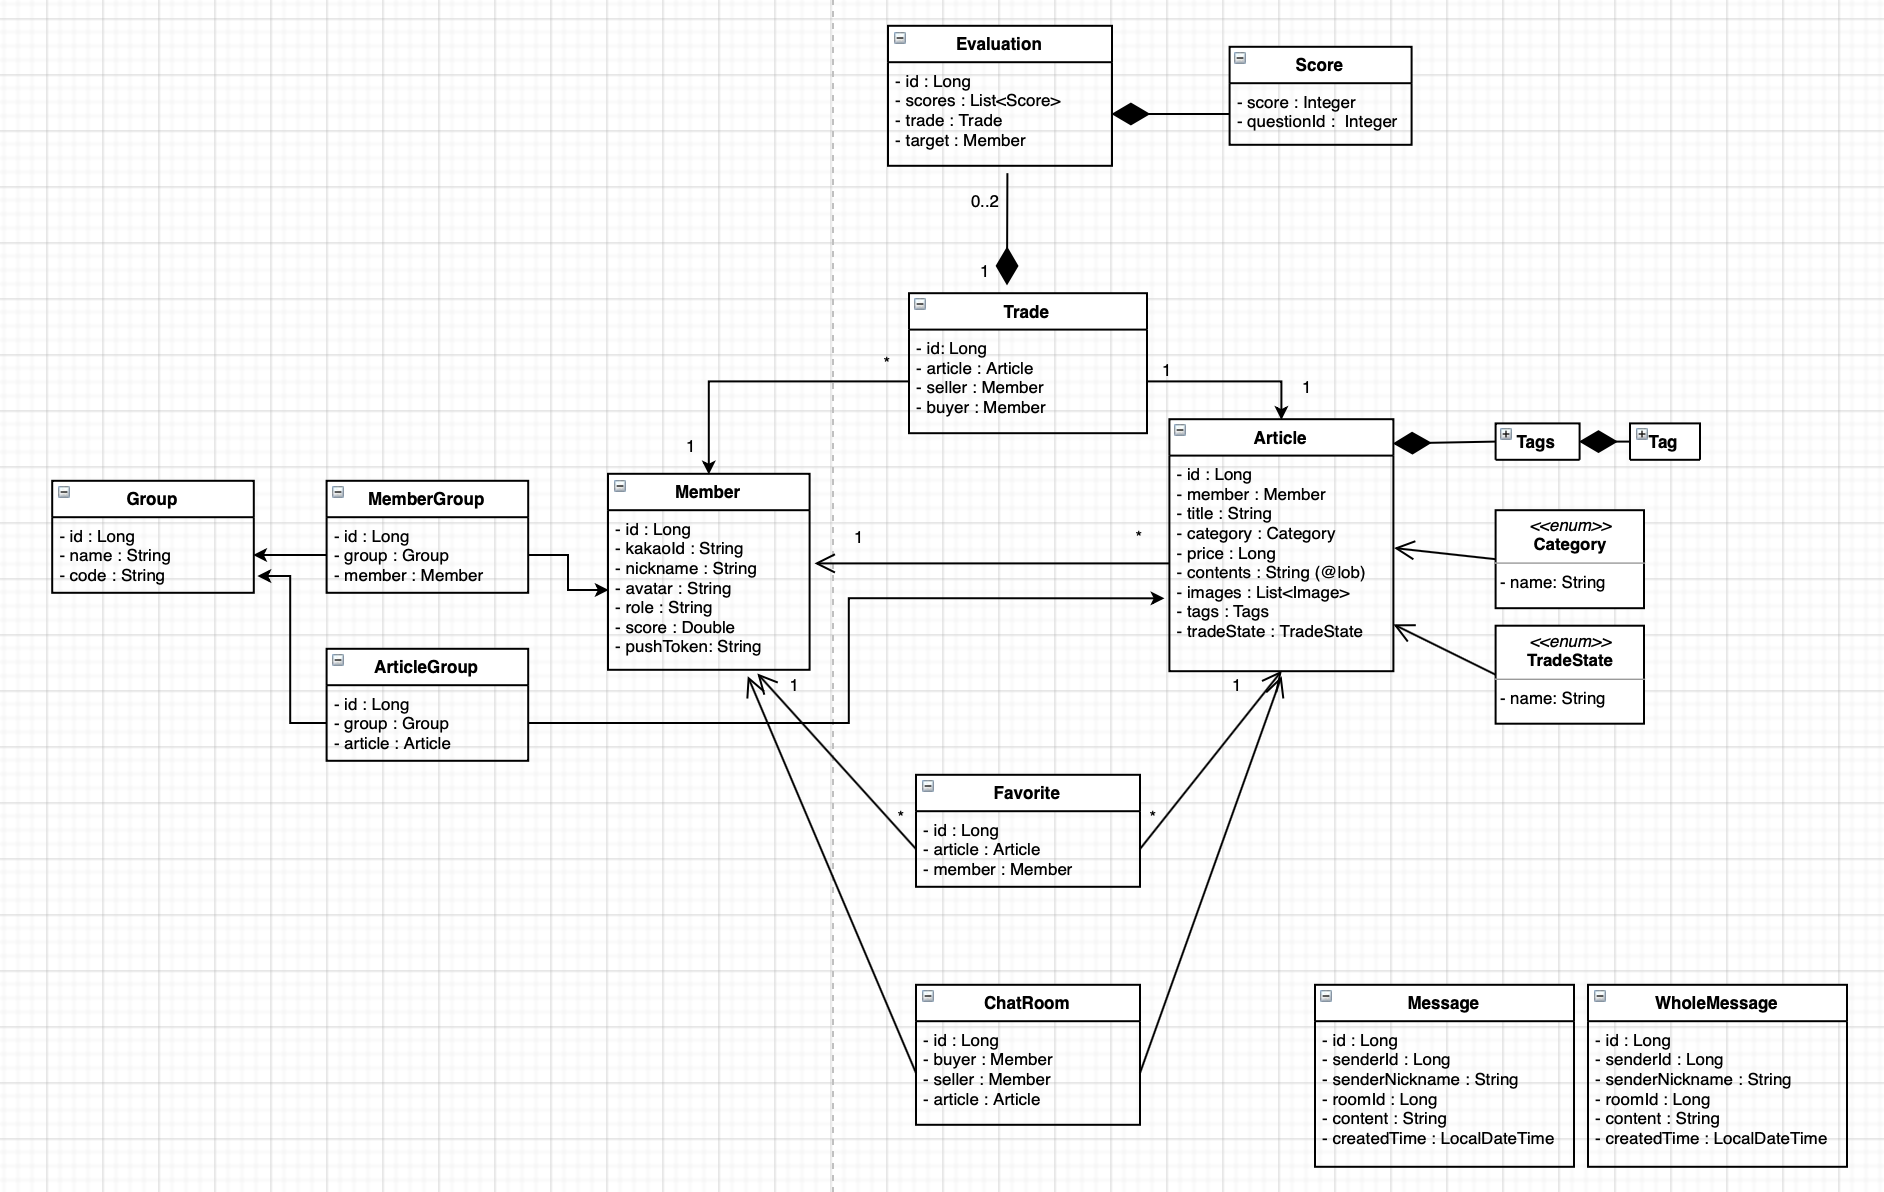 Evaluation
- id : Long
- scores : List<Score>
- trade : Trade
- target : Member
Score
- score : Integer
- questionId :  Integer
0..2
1
Trade
- id: Long
- article : Article
- seller : Member
- buyer : Member
*
1
1
1
Article
- id : Long
- member : Member
- title : String
- category : Category
- price : Long
- contents : String (@lob)
- images : List<Image>
- tags : Tags
- tradeState : TradeState
Tags
Tag
<<enum>>
Category
- name: String
<<enum>>
TradeState
- name: String
Group
- id : Long
- name : String
- code : String
MemberGroup
- id : Long
- group : Group
- member : Member
Member
- id : Long
- kakaoId : String
- nickname : String
- avatar : String
- role : String
- score : Double
- pushToken: String
1
*
ArticleGroup
- id : Long
- group : Group
- article : Article
1
1
*
*
Favorite
- id : Long
- article : Article
- member : Member
ChatRoom
- id : Long
- buyer : Member
- seller : Member
- article : Article
Message
- id : Long
- senderId : Long
- senderNickname : String
- roomId : Long
- content : String
- createdTime : LocalDateTime
WholeMessage
- id : Long
- senderId : Long
- senderNickname : String
- roomId : Long
- content : String
- createdTime : LocalDateTime